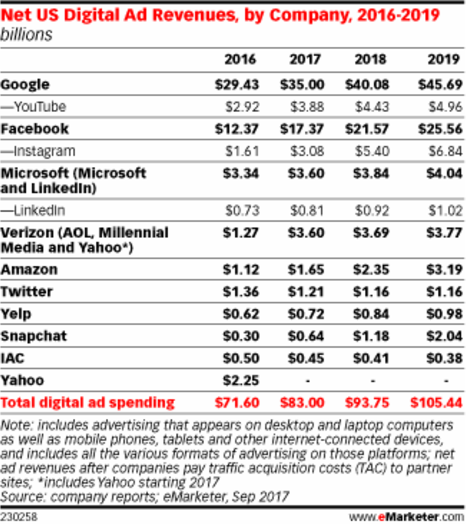 Net US Digital Ad Revenues, by Company, 2016-2019
billions
2016 2017 2018 2019
Google $29.43 $35.00 $40.08 $45.69
—YouTube $2.92 $3.88 $4.43 $4.96
Facebook $12.37 $17.37 $21.57 $25.56
—Instagram $1.61 $3.08 $5.40 $6.84
Microsoft (Microsoft
and LinkedIn) $3.34 $3.60 $3.84 $4.04
—LinkedIn $0.73 $0.81 $0.92 $1.02
Verizon (AOL, Millennial
Media and Yahoo*) $1.27 $3.60 $3.69 $3.77
Amazon $1.12 $1.65 $2.35 $3.19
Twitter $1.36 $1.21 $1.16 $1.16
Yelp $0.62 $0.72 $0.84 $0.98
Snapchat $0.30 $0.64 $1.18 $2.04
IAC $0.50 $0.45 $0.41 $0.38
Yahoo $2.25 - - -
Total digital ad spending $71.60 $83.00 $93.75 $105.44
Note: includes advertising that appears on desktop and laptop computers
as well as mobile phones, tablets and other internet-connected devices,
and includes all the various formats of advertising on those platforms; net
ad revenues after companies pay traffic acquisition costs (TAC) to partner
sites; *includes Yahoo starting 2017
Source: company reports; eMarketer, Sep 2017
230258 www.eMarketer.com